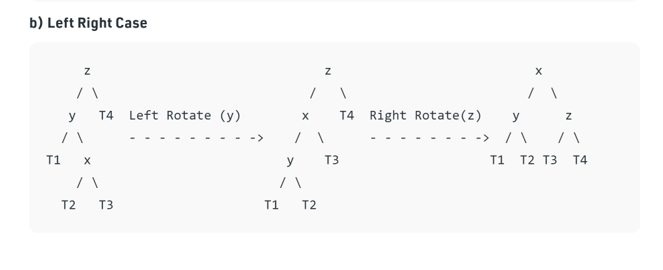 b) Left Right Case
z z x
/ \ / \ / \
y T4 Left Rotate (y) x T4 Right Rotate(z) y z
/ \ - - - - - - - - -> / \ - - - - - - - -> / \ / \
T1 x y T3 T1 T2 T3 T4
/ \ / \
T2 T3 T1 T2